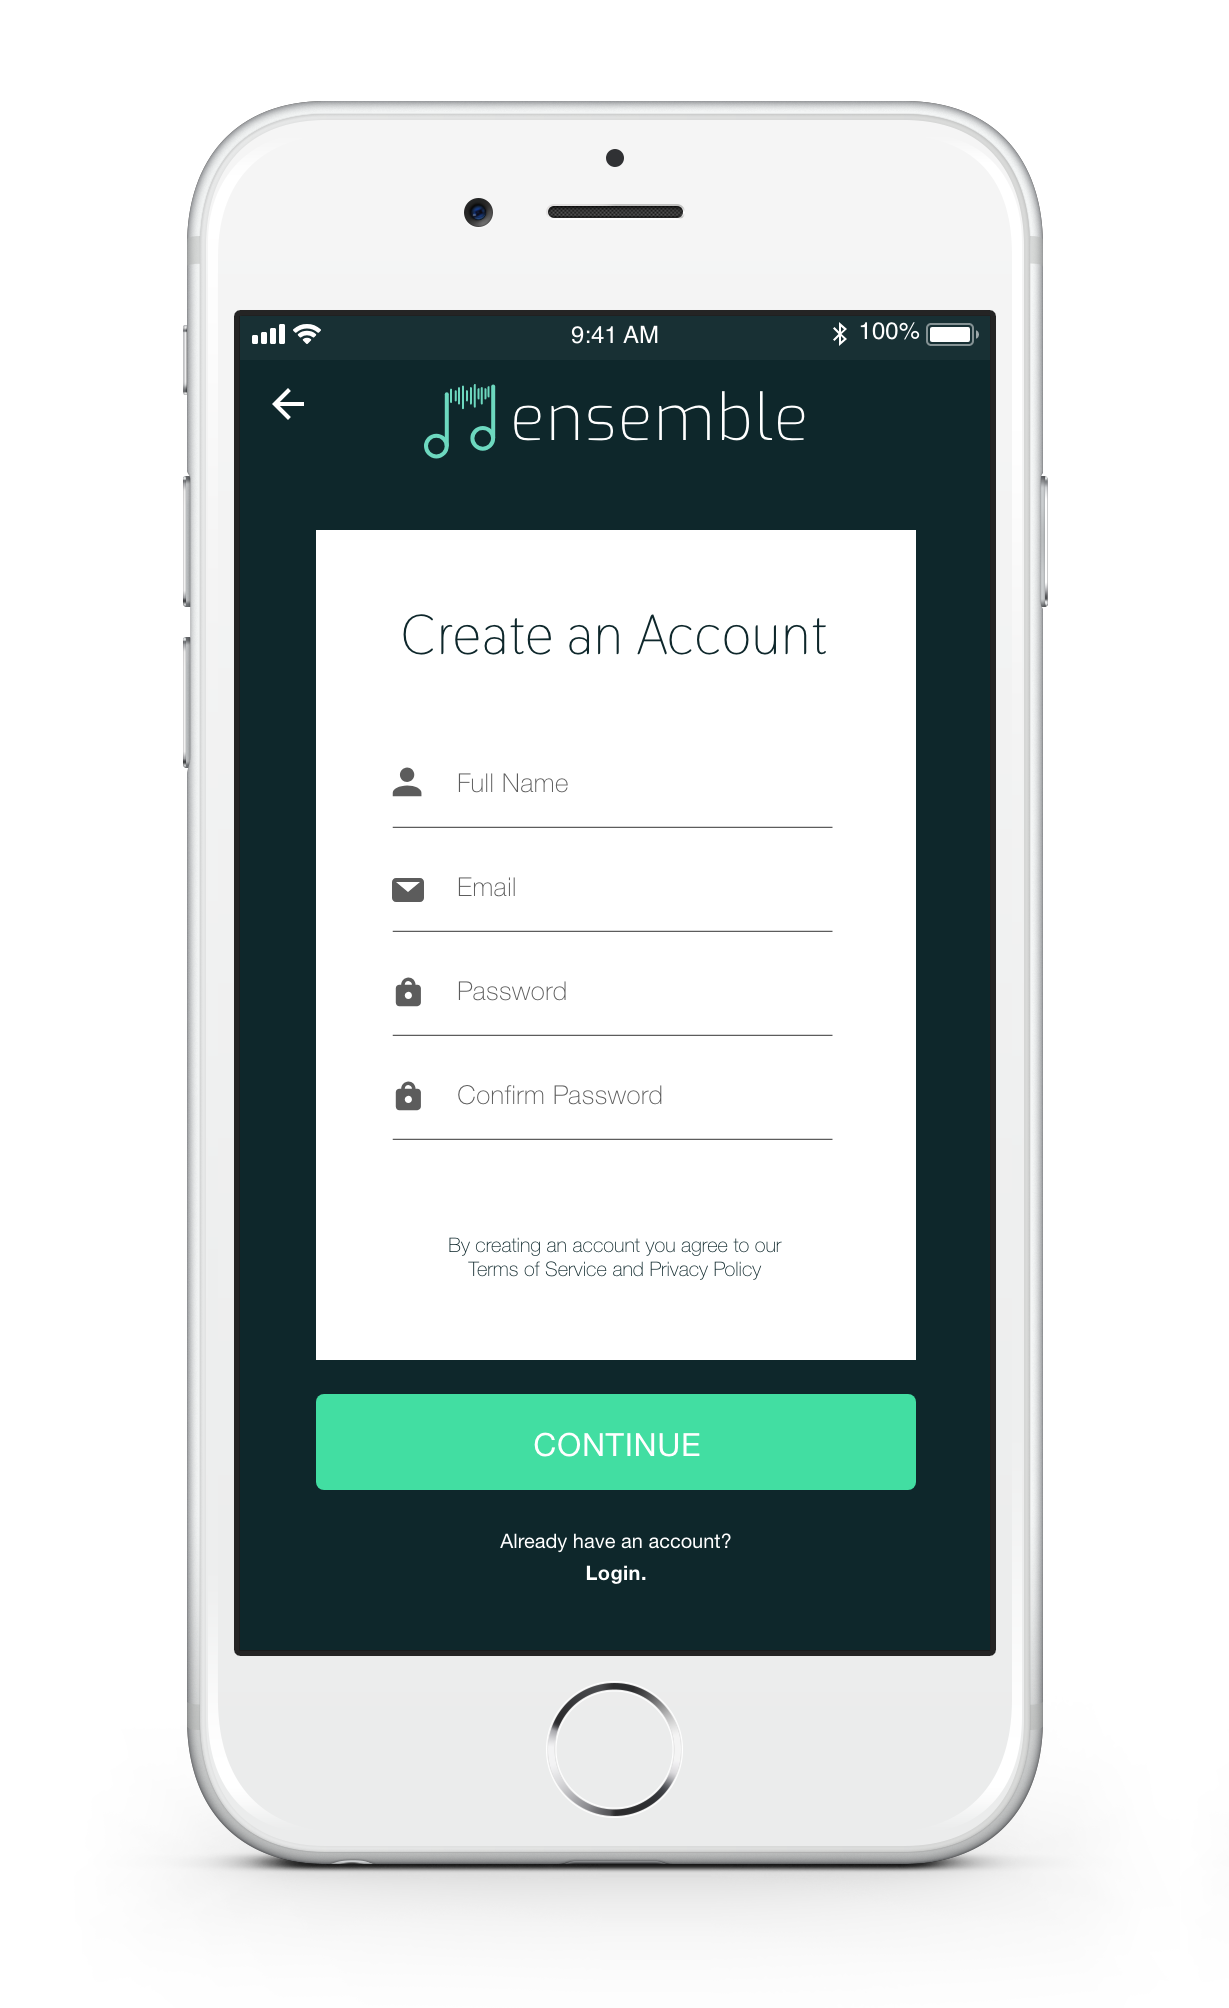 9:41 AM
100%
ensemble
Create an Account
Full Name
Email
Password
Confirm Password
By creating an account you agree to our
Terms of Service and Privacy Policy
CONTINUE
Already have an account?
Login.